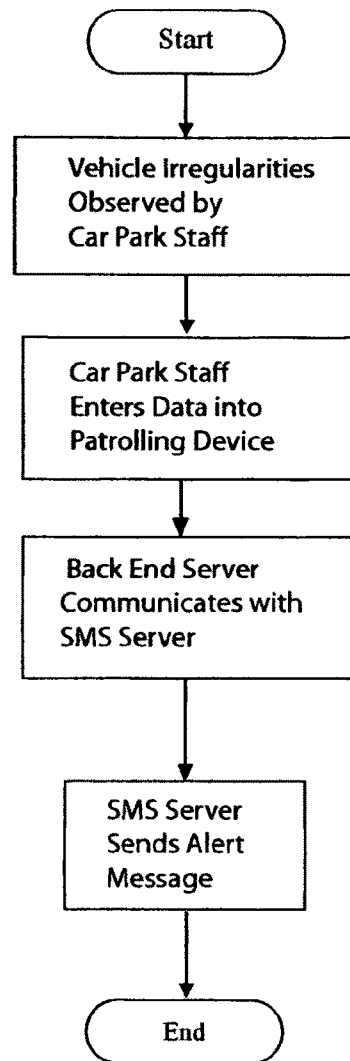 Start
Vehicle Irregularities
Observed by
Car Park Staff
Car Park Staff
Enters Data into
Patrolling Device
Back End Server
Communicates with
SMS Server
SMS Server
Sends Alert
Message
End